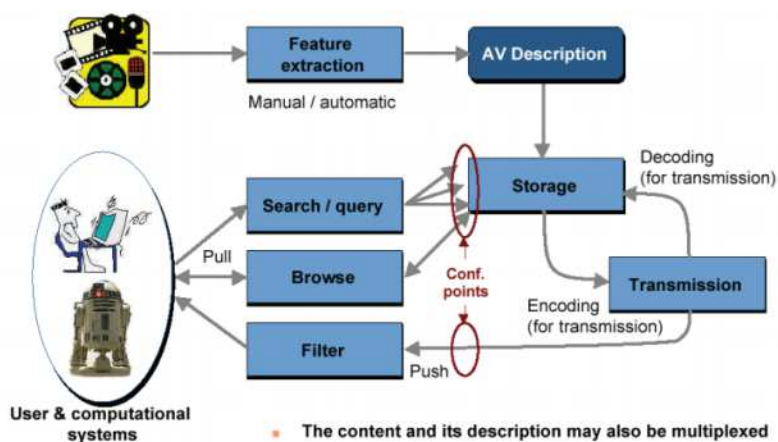 Feature
extraction
AV Description
Manual / automatic
Decoding
(for transmission)
Storage
Search / query
Pull
Browse
Conf.
points
Transmission
Encoding
(for transmission)
Filter
Push
User & computational
systems
The content and its description may also be multiplexed